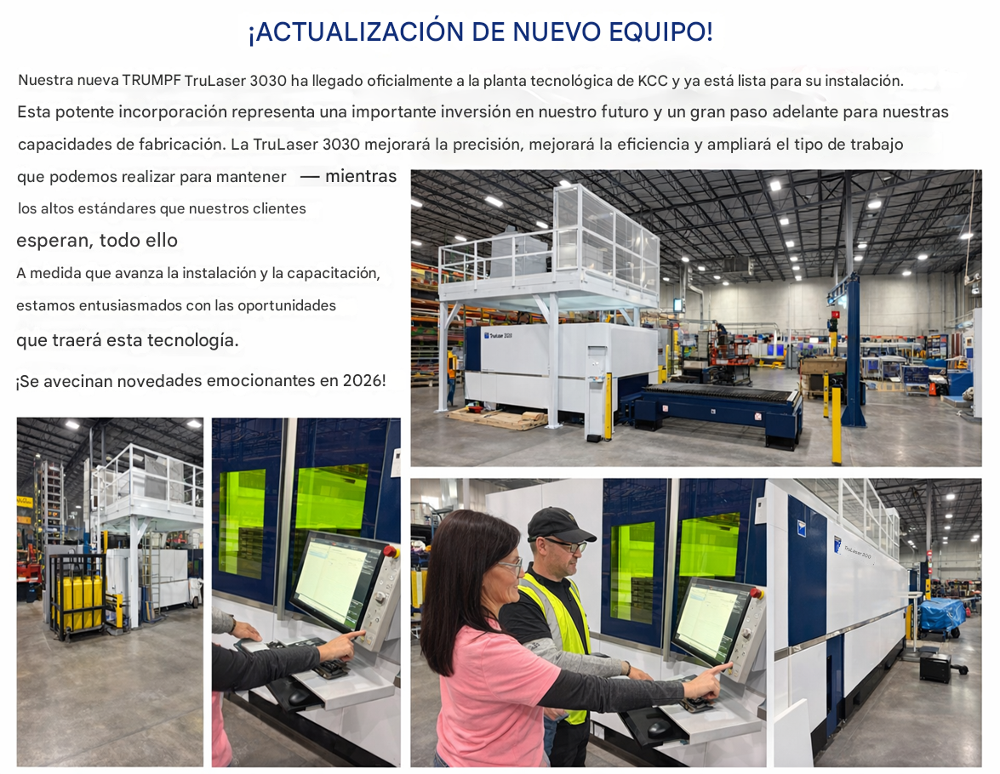 ¡ACTUALIZACIÓN DE NUEVO EQUIPO!
Nuestra nueva TRUMPF TruLaser 3030 ha llegado oficialmente a la planta tecnológica de KCC y ya está lista para su instalación.
Esta potente incorporación representa una importante inversión en nuestro futuro y un gran paso adelante para nuestras
capacidades de fabricación. La TruLaser 3030 mejorará la precisión, mejorará la eficiencia y ampliará el tipo de trabajo
que podemos realizar para mantener — mientras
los altos estándares que nuestros clientes
esperan, todo ello
A medida que avanza la instalación y la capacitación,
estamos entusiasmados con las oportunidades
que traerá esta tecnología.
¡Se avecinan novedades emocionantes en 2026!
TruLaser
TruLaser